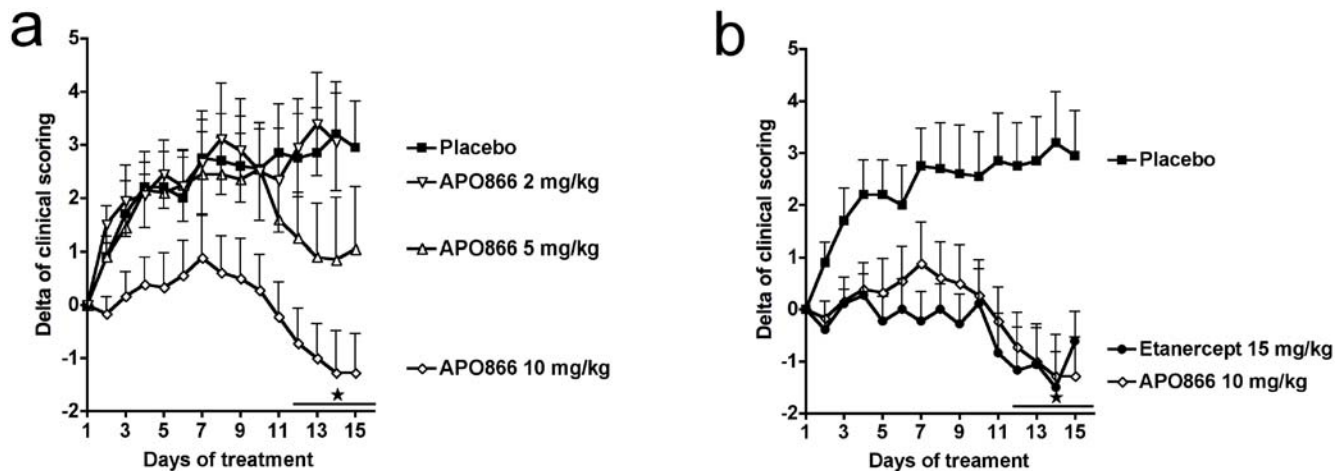 a
5
4
3
2
1
0
-1
-2
Delta of clinical scoring
1 3 5 7 9 11 13 15
Days of treatment
Placebo
APO866 2 mg/kg
APO866 5 mg/kg
APO866 10 mg/kg
★
b
5
4
3
2
1
0
-1
-2
Delta of clinical scoring
1 3 5 7 9 11 13 15
Days of treament
Placebo
Etanercept 15 mg/kg
APO866 10 mg/kg
★